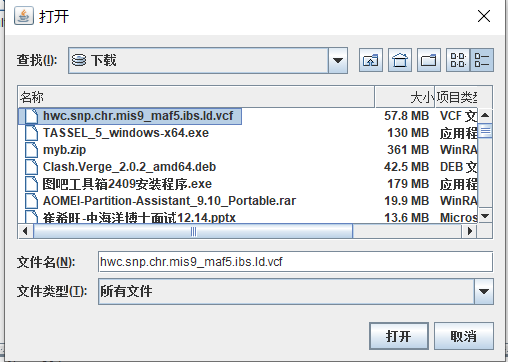 打开
查找(I): 下载
名称 大小 项目类型
hwc.snp.chr.mis9_maf5.ibs.ld.vcf 57.8 MB VCF 文
TASSEL_5_windows-x64.exe 130 MB 应用程
myb.zip 361 MB WinRA
Clash.Verge_2.0.2_amd64.deb 42.5 MB DEB 文
图吧工具箱2409安装程序.exe 179 MB 应用程
AOMEI-Partition-Assistant_9.10_Portable.rar 19.9 MB WinRA
崔希旺-中海洋博士面试12.14.pptx 13.6 MB Micros
文件名(N): hwc.snp.chr.mis9_maf5.ibs.ld.vcf
文件类型(T): 所有文件
打开 取消